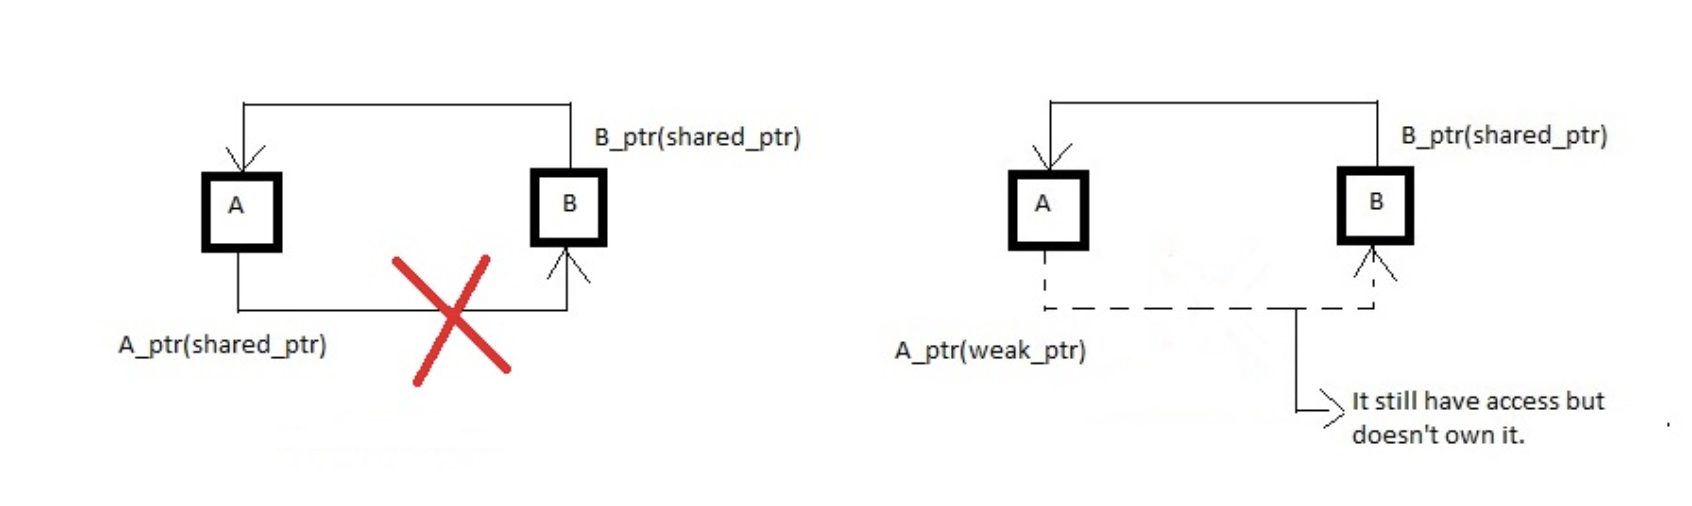 B_ptr(shared_ptr)
A
B
A_ptr(shared_ptr)
B_ptr(shared_ptr)
A
B
A_ptr(weak_ptr)
It still have access but
doesn't own it.